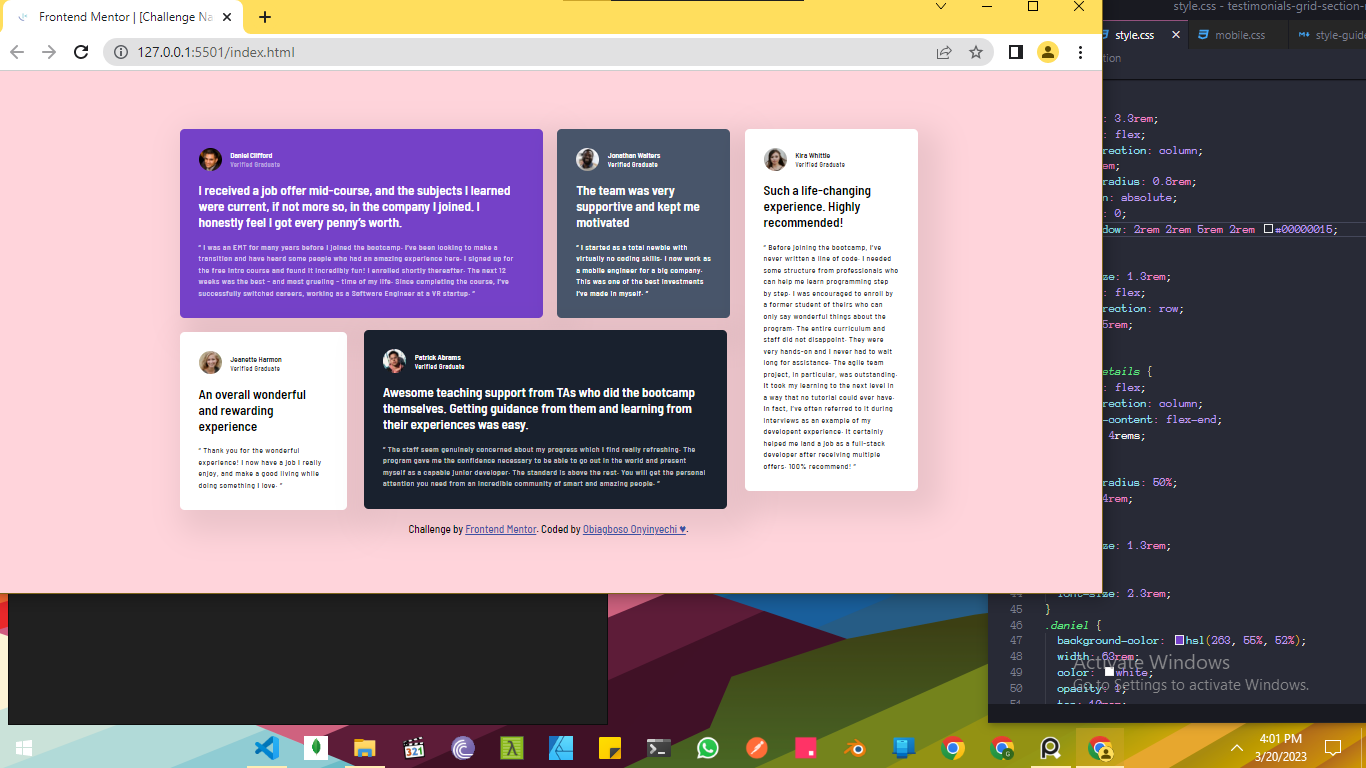 Frontend Mentor | [Challenge Na
127.0.0.1:5501/index.html
Daniel Clifford
Verified Graduate
I received a job offer mid-course, and the subjects I learned
were current, if not more so, in the company I joined. I
honestly feel I got every penny’s worth.
“ I was an EMT for many years before I joined the bootcamp. I’ve been looking to make a
transition and have heard some people who had an amazing experience here. I signed up for
the free intro course and found it incredibly fun! I enrolled shortly thereafter. The next 12
weeks was the best - and most grueling - time of my life. Since completing the course, I’ve
successfully switched careers, working as a Software Engineer at a VR startup. ”
Jonathan Walters
Verified Graduate
The team was very
supportive and kept me
motivated
“ I started as a total newbie with
virtually no coding skills. I now work as
a mobile engineer for a big company.
This was one of the best investments
I’ve made in myself. ”
Kira Whittle
Verified Graduate
Such a life-changing
experience. Highly
recommended!
“ Before joining the bootcamp, I’ve
never written a line of code. I needed
some structure from professionals who
can help me learn programming step
by step. I was encouraged to enroll by
a former student of theirs who can
only say wonderful things about the
program. The entire curriculum and
staff did not disappoint. They were
very hands-on and I never had to wait
long for assistance. The agile team
project, in particular, was outstanding.
It took my learning to the next level in
a way that no tutorial could ever have.
In fact, I’ve often referred to it during
interviews as an example of my
developent experience. It certainly
helped me land a job as a full-stack
developer after receiving multiple
offers. 100% recommend! ”
Jeanette Harmon
Verified Graduate
An overall wonderful
and rewarding
experience
“ Thank you for the wonderful
experience! I now have a job I really
enjoy, and make a good living while
doing something I love. ”
Patrick Abrams
Verified Graduate
Awesome teaching support from TAs who did the bootcamp
themselves. Getting guidance from them and learning from
their experiences was easy.
“ The staff seem genuinely concerned about my progress which I find really refreshing. The
program gave me the confidence necessary to be able to go out in the world and present
myself as a capable junior developer. The standard is above the rest. You will get the personal
attention you need from an incredible community of smart and amazing people. ”
Challenge by Frontend Mentor. Coded by Obiagboso Onyinyechi ♥.
style.css - testimonials-grid-section-
style.css
mobile.css
style-guid
tion
: 3.3rem;
: flex;
rection: column;
em;
radius: 0.8rem;
n: absolute;
: 0;
dow: 2rem 2rem 5rem 2rem #00000015;
ze: 1.3rem;
: flex;
rection: row;
5rem;
etails {
: flex;
rection: column;
-content: flex-end;
4rems;
radius: 50%;
4rem;
ze: 1.3rem;
44 font-size: 2.3rem;
45 }
46 .daniel {
47 background-color: hsl(263, 55%, 52%);
48 width: 63rem;
49 color: white;
50 opacity: 
51
Activate Windows
Go to Settings to activate Windows.
321
4:01 PM
3/20/2023